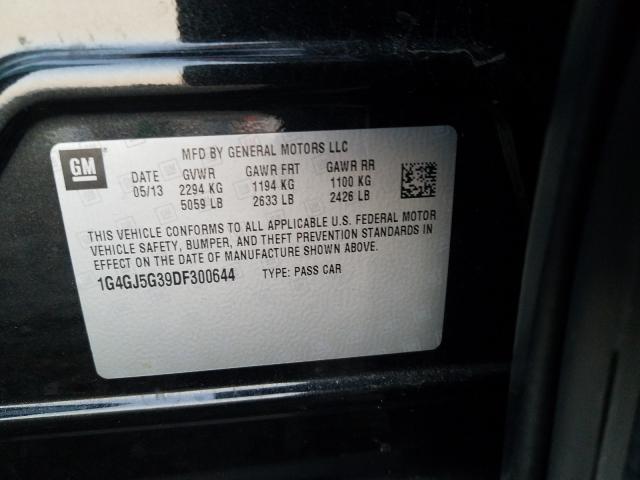 GM
MFD BY GENERAL MOTORS LLC
DATE GVWR GAWR FRT GAWR RR
05/13 2294 KG 1194 KG 1100 KG
5059 LB 2633 LB 2426 LB
THIS VEHICLE CONFORMS TO ALL APPLICABLE U.S. FEDERAL MOTOR
VEHICLE SAFETY, BUMPER, AND THEFT PREVENTION STANDARDS IN
EFFECT ON THE DATE OF MANUFACTURE SHOWN ABOVE.
1G4GJ5G39DF300644 TYPE: PASS CAR